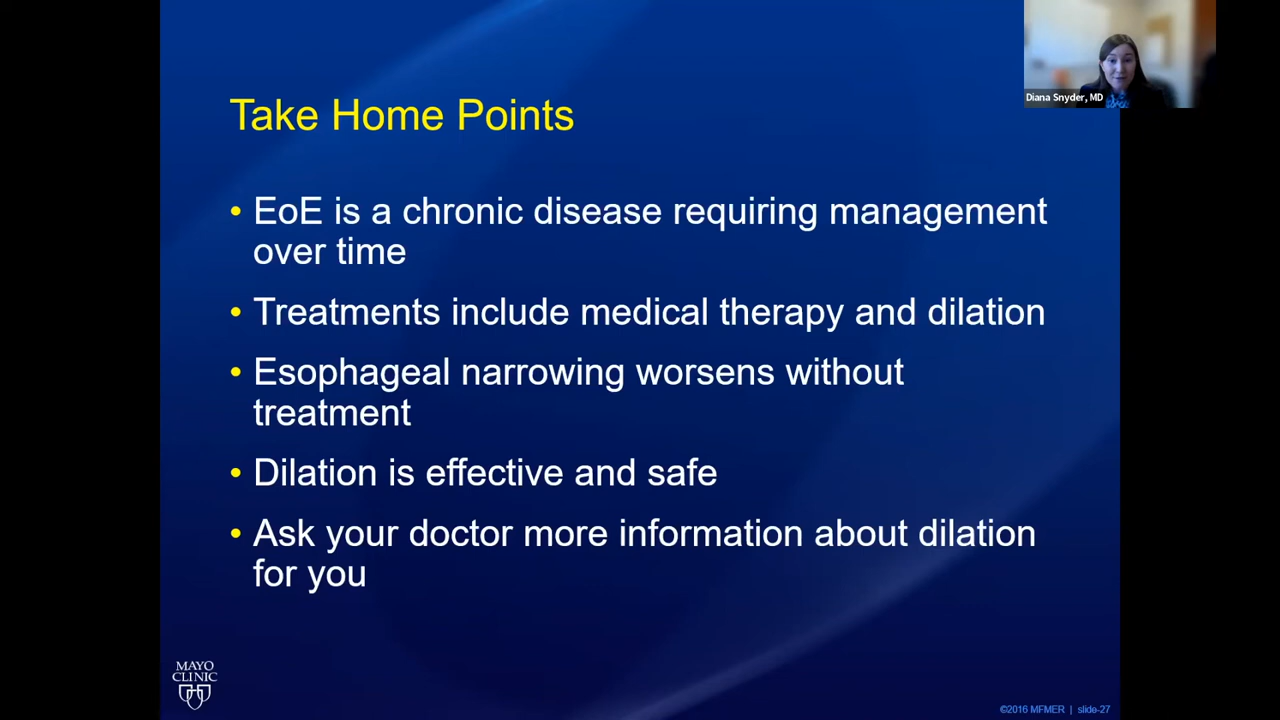 Diana Snyder, MD
Take Home Points
• EoE is a chronic disease requiring management
over time
• Treatments include medical therapy and dilation
• Esophageal narrowing worsens without
treatment
• Dilation is effective and safe
• Ask your doctor more information about dilation
for you
MAYO
CLINIC
©2016 MFMER | slide-27